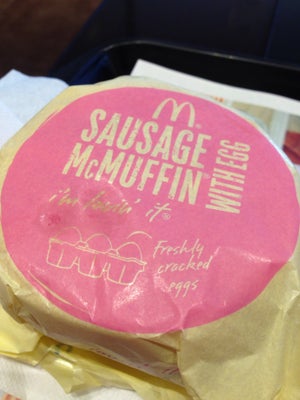 SAUSAGE
McMUFFIN
WITH EGG
i'm lovin' it®
Freshly
cracked
eggs